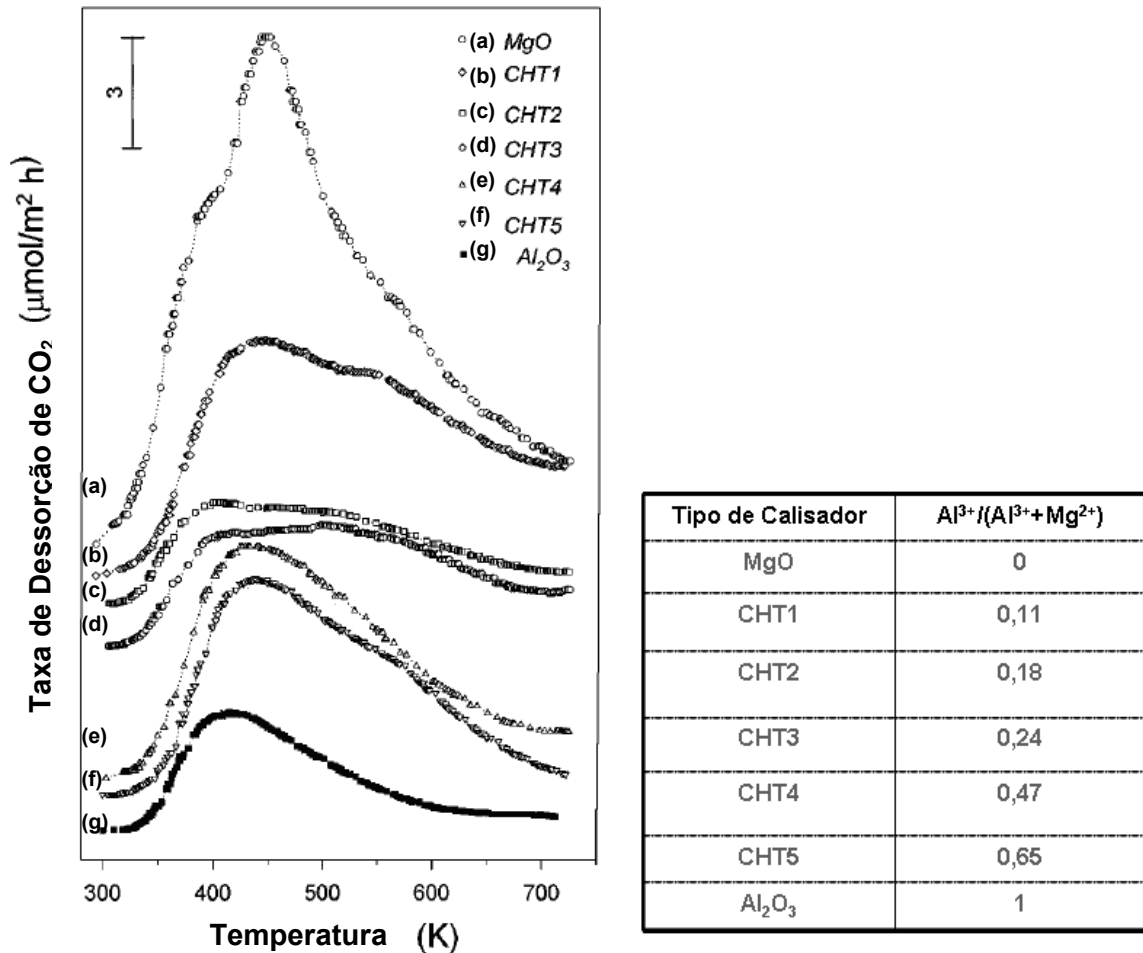 Taxa de Dessorção de CO₂ (μmol/m² h)
3
(a) MgO
(b) CHT1
(c) CHT2
(d) CHT3
(e) CHT4
(f) CHT5
(g) Al₂O₃
(a)
(b)
(c)
(d)
(e)
(f)
(g)
300 400 500 600 700
Temperatura (K)
Tipo de Calisador Al³⁺/(Al³⁺+Mg²⁺)
MgO 0
CHT1 0,11
CHT2 0,18
CHT3 0,24
CHT4 0,47
CHT5 0,65
Al₂O₃ 1